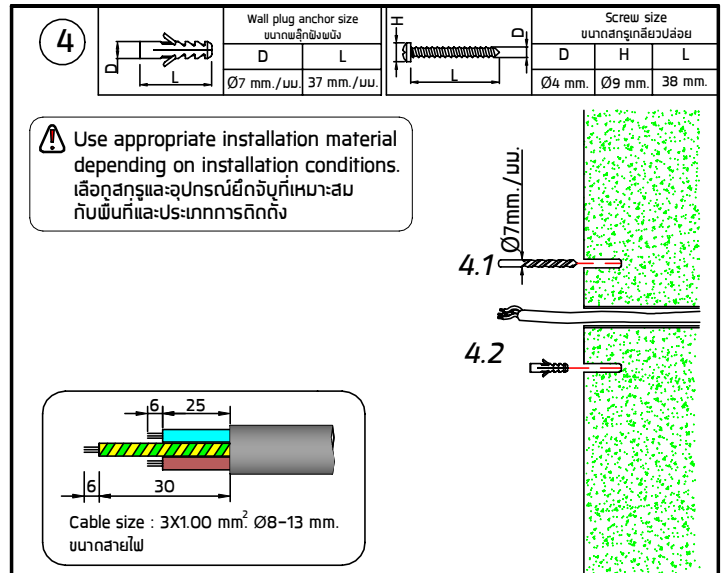 4
D
L
Wall plug anchor size
ขนาดพลุ๊กฝังผนัง
D L
Ø7 mm./มม. 37 mm./มม.
H
D
L
Screw size
ขนาดสกรูเกลียวปล่อย
D H L
Ø4 mm. Ø9 mm. 38 mm.
Use appropriate installation material
depending on installation conditions.
เลือกสกรูและอุปกรณ์ยึดจับที่เหมาะสม
กับพื้นที่และประเภทการติดตั้ง
Ø7mm./มม.
4.1
4.2
6 25
6 30
Cable size : 3X1.00 mm². Ø8-13 mm.
ขนาดสายไฟ